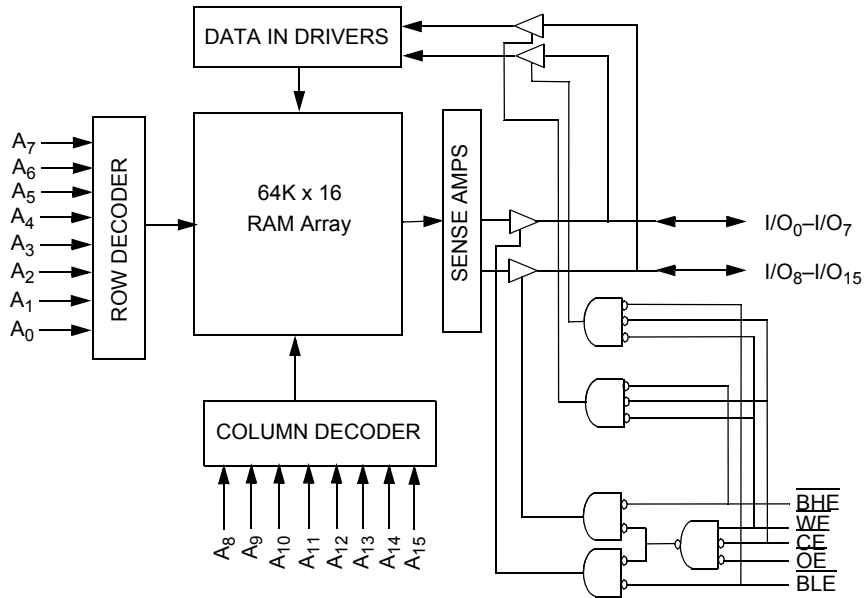 DATA IN DRIVERS
A7
A6
A5
A4
A3
A2
A1
A0
ROW DECODER
64K x 16
RAM Array
SENSE AMPS
I/O0–I/O7
I/O8–I/O15
COLUMN DECODER
A8
A9
A10
A11
A12
A13
A14
A15
BHE
WE
CE
OE
BLE